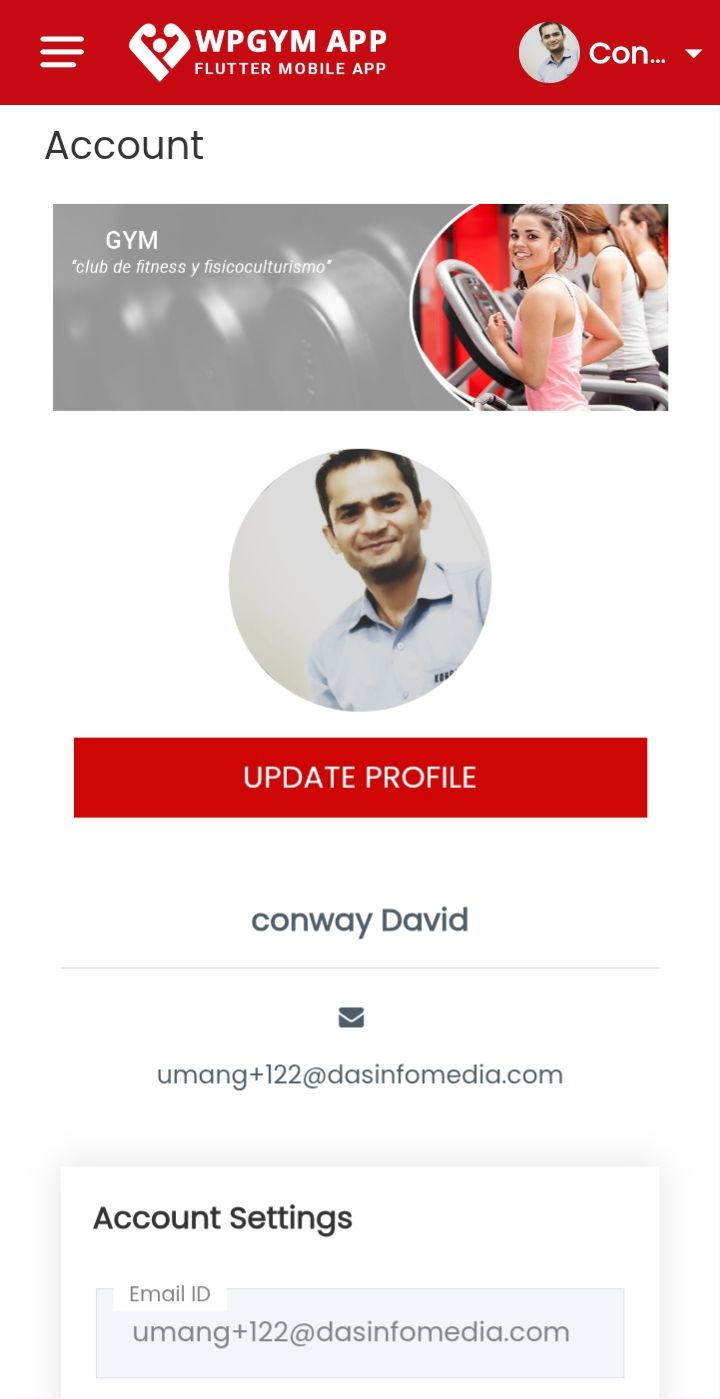 WPGYM APP
FLUTTER MOBILE APP
Con...
Account
GYM
“club de fitness y fisicoculturismo”
UPDATE PROFILE
conway David
umang+122@dasinfomedia.com
Account Settings
Email ID
umang+122@dasinfomedia.com